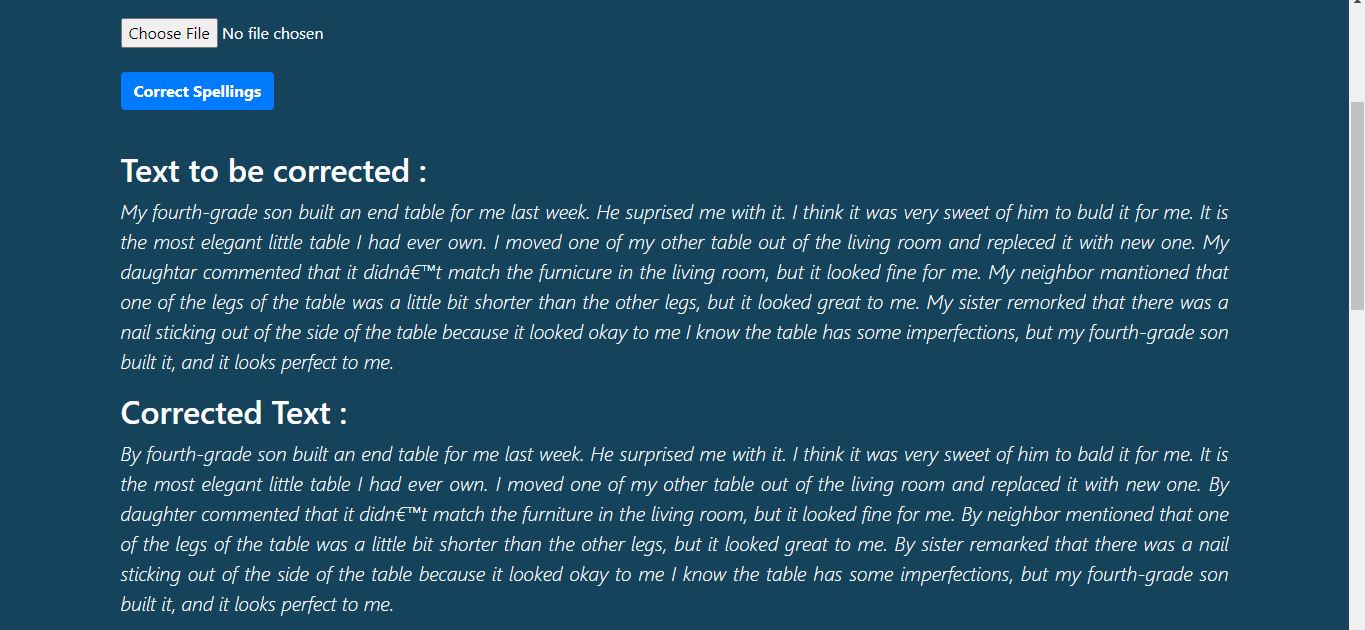 Choose File No file chosen
Correct Spellings
Text to be corrected :
My fourth-grade son built an end table for me last week. He suprised me with it. I think it was very sweet of him to buld it for me. It is
the most elegant little table I had ever own. I moved one of my other table out of the living room and repleced it with new one. My
daughtar commented that it didnâ€™t match the furnicure in the living room, but it looked fine for me. My neighbor mantioned that
one of the legs of the table was a little bit shorter than the other legs, but it looked great to me. My sister remorked that there was a
nail sticking out of the side of the table because it looked okay to me I know the table has some imperfections, but my fourth-grade son
built it, and it looks perfect to me.
Corrected Text :
By fourth-grade son built an end table for me last week. He surprised me with it. I think it was very sweet of him to bald it for me. It is
the most elegant little table I had ever own. I moved one of my other table out of the living room and replaced it with new one. By
daughter commented that it didn€™t match the furniture in the living room, but it looked fine for me. By neighbor mentioned that one
of the legs of the table was a little bit shorter than the other legs, but it looked great to me. By sister remarked that there was a nail
sticking out of the side of the table because it looked okay to me I know the table has some imperfections, but my fourth-grade son
built it, and it looks perfect to me.